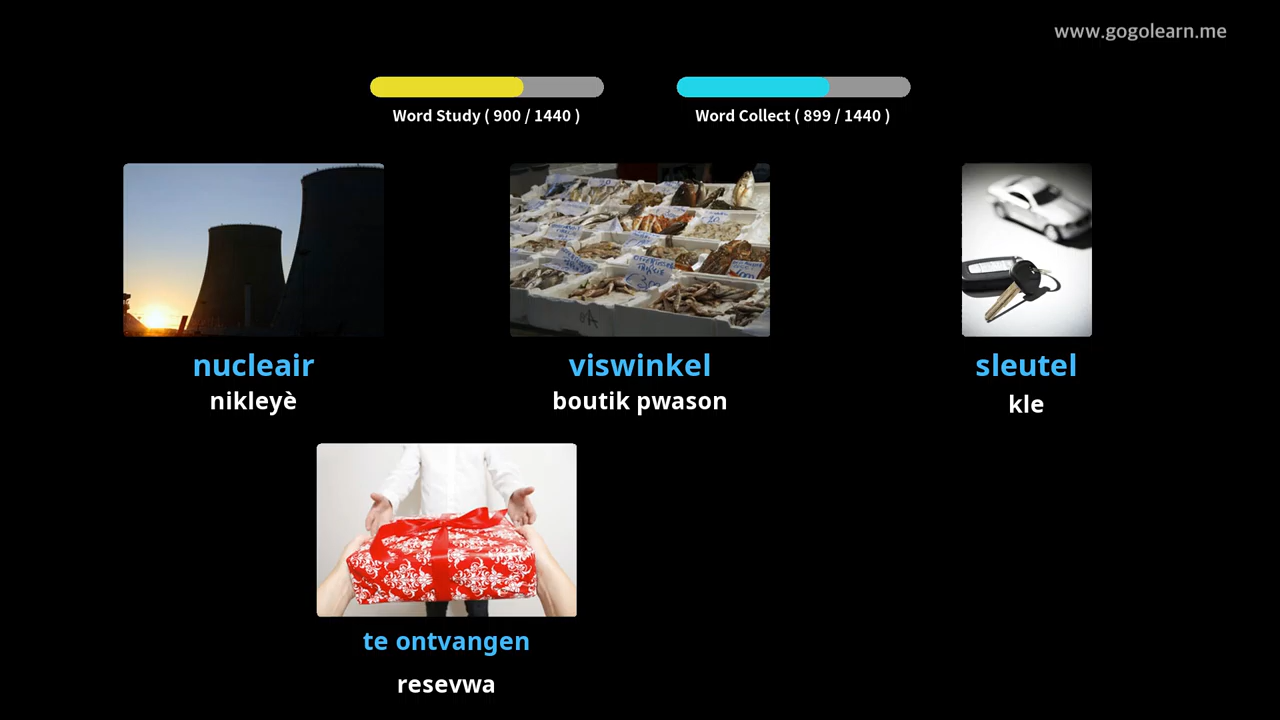 www.gogolearn.me
Word Study ( 900 / 1440 )
Word Collect ( 899 / 1440 )
nucleair
nikleyè
viswinkel
boutik pwason
sleutel
kle
te ontvangen
resevwa